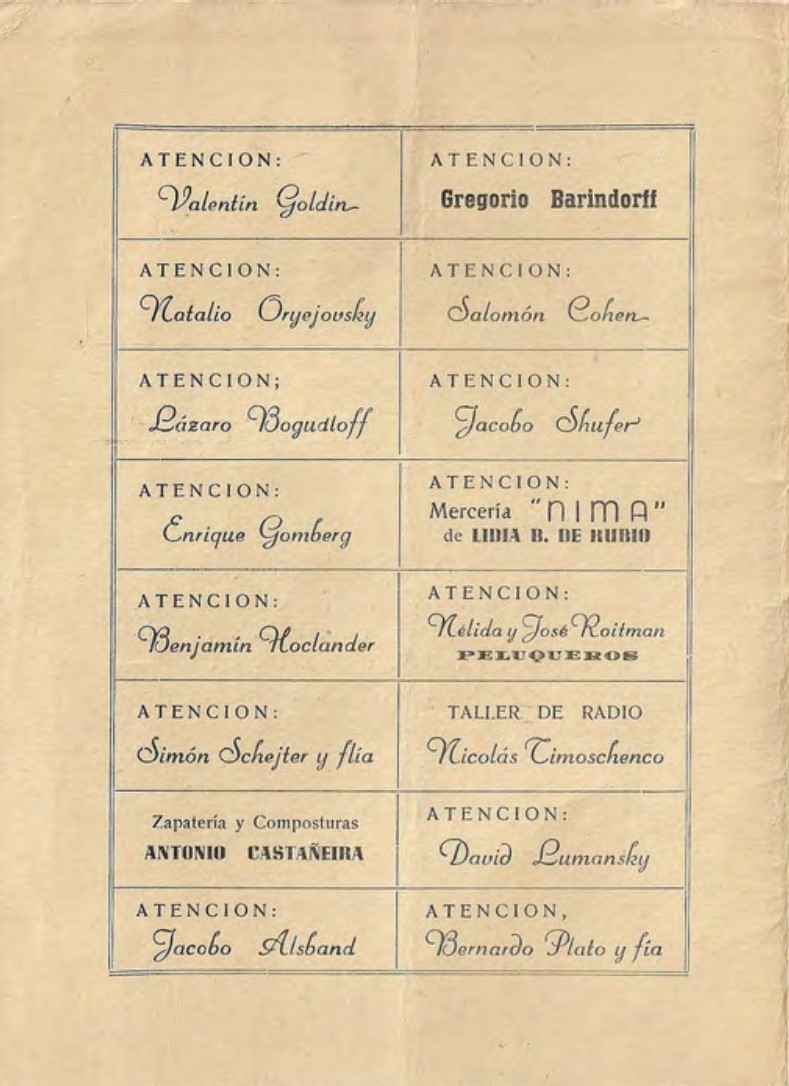 ATENCION:
Valentín Goldin
ATENCION:
Gregorio Barindorff
ATENCION:
Natalio Oryejovsky
ATENCION:
Salomón Cohen
ATENCION;
Lázaro Bogudloff
ATENCION:
Jacobo Shufer
ATENCION:
Enrique Gomberg
ATENCION:
Mercería "NIMA"
de LIDIA B. DE RUBIO
ATENCION:
Benjamín Hoclander
ATENCION:
Nélida y José Roitman
PELUQUEROS
ATENCION:
Simón Schejter y flía
TALLER DE RADIO
Nicolás Timoschenco
Zapatería y Composturas
ANTONIO CASTAÑEIRA
ATENCION:
David Lumansky
ATENCION:
Jacobo Alsband
ATENCION,
Bernardo Plato y fía